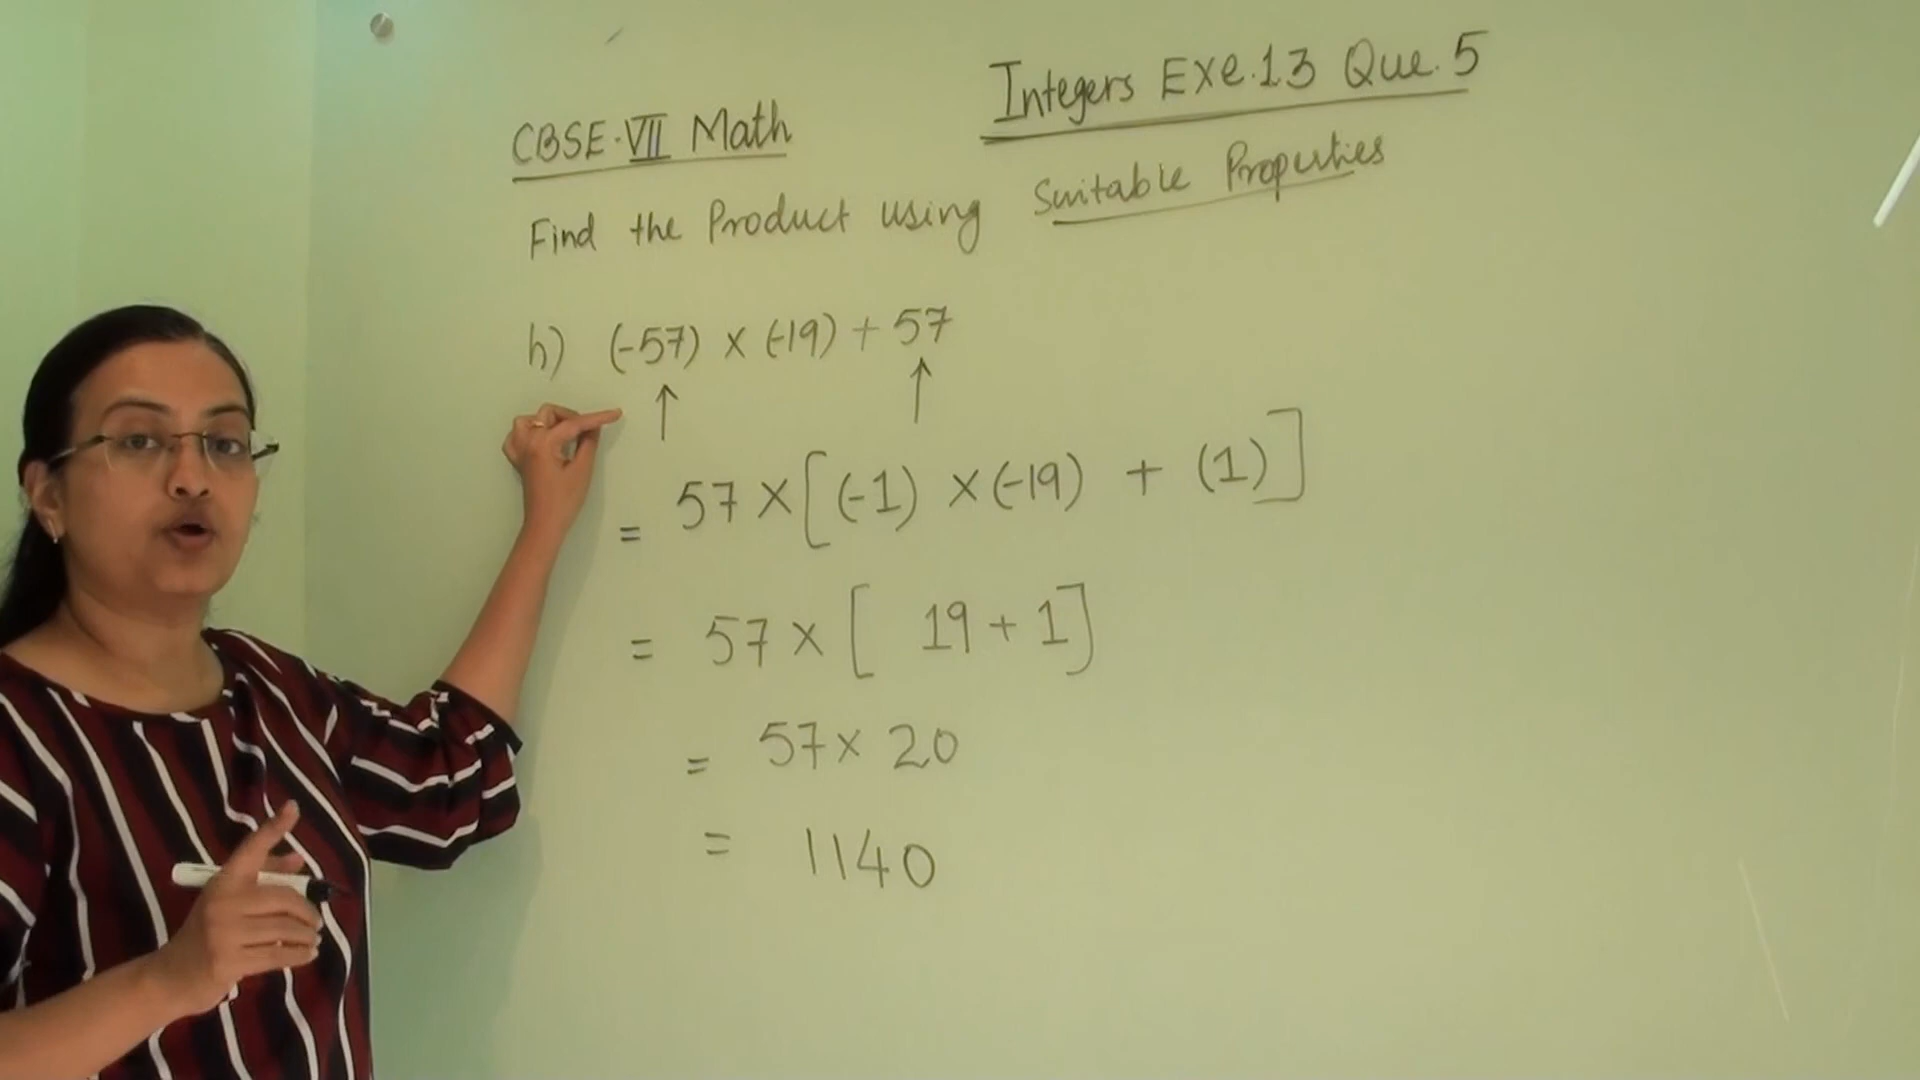 Integers Exe.1.3 Que.5
CBSE-VII Math
Find the Product using Suitable Properties
h) (-57) × (-19) + 57
↑ ↑
= 57 × [(-1) × (-19) + (1)]
= 57 × [ 19 + 1]
= 57 × 20
= 1140